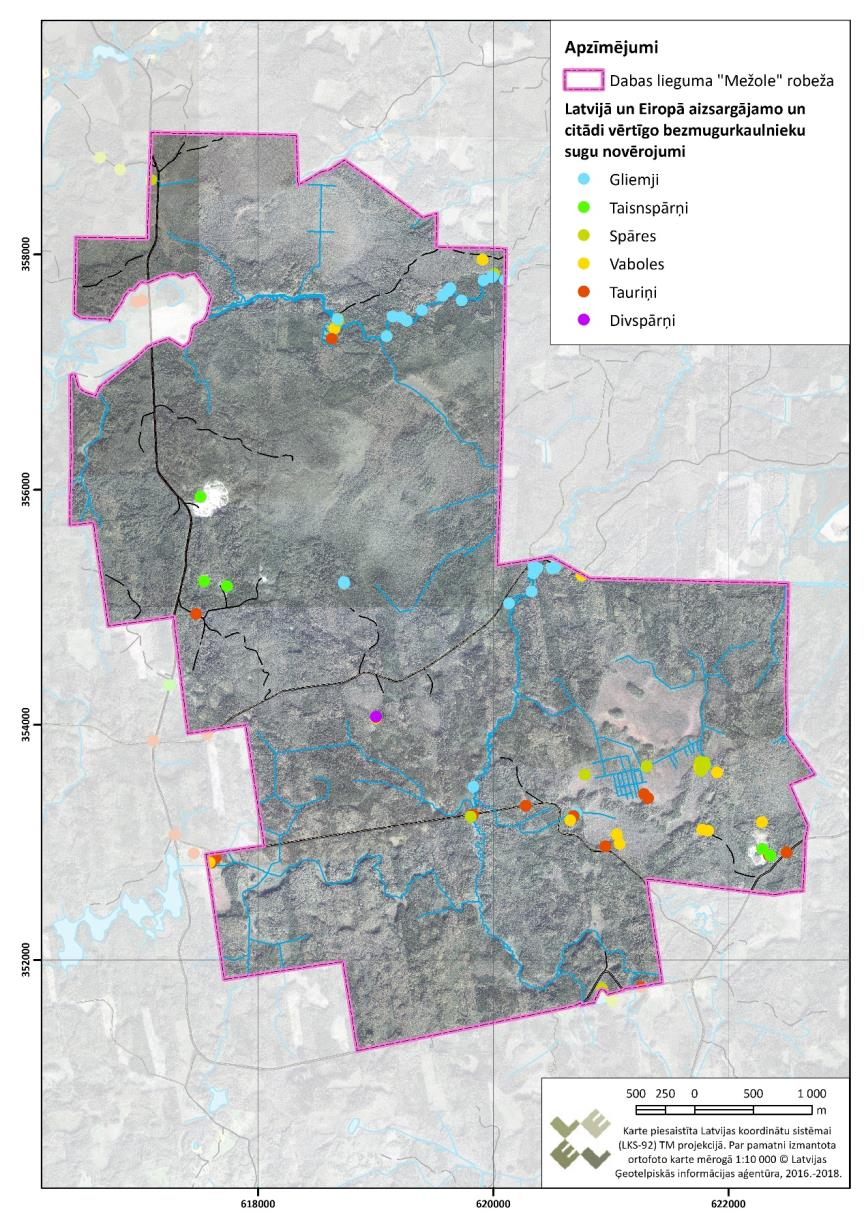 Apzīmējumi
Dabas lieguma "Mežole" robeža
Latvijā un Eiropā aizsargājamo un
citādi vērtīgo bezmugurkaulnieku
sugu novērojumi
Gliemji
Taisnspārņi
Spāres
Vaboles
Tauriņi
Divspārņi
358000
356000
354000
352000
500 250 0 500 1 000
m
Karte piesaistīta Latvijas koordinātu sistēmai
(LKS-92) TM projekcijā. Par pamatni izmantota
ortofoto karte mērogā 1:10 000 © Latvijas
Ģeotelpiskās informācijas aģentūra, 2016.-2018.
618000 620000 622000